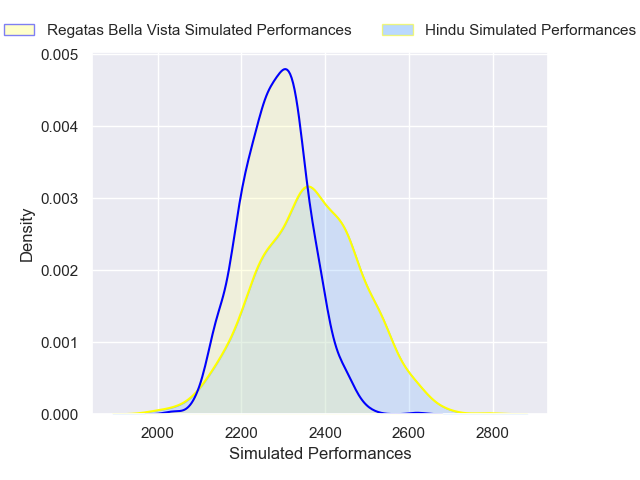 Regatas Bella Vista Simulated Performances
Hindu Simulated Performances
0.005
0.004
0.003
0.002
0.001
0.000
Density
2000 2200 2400 2600 2800
Simulated Performances